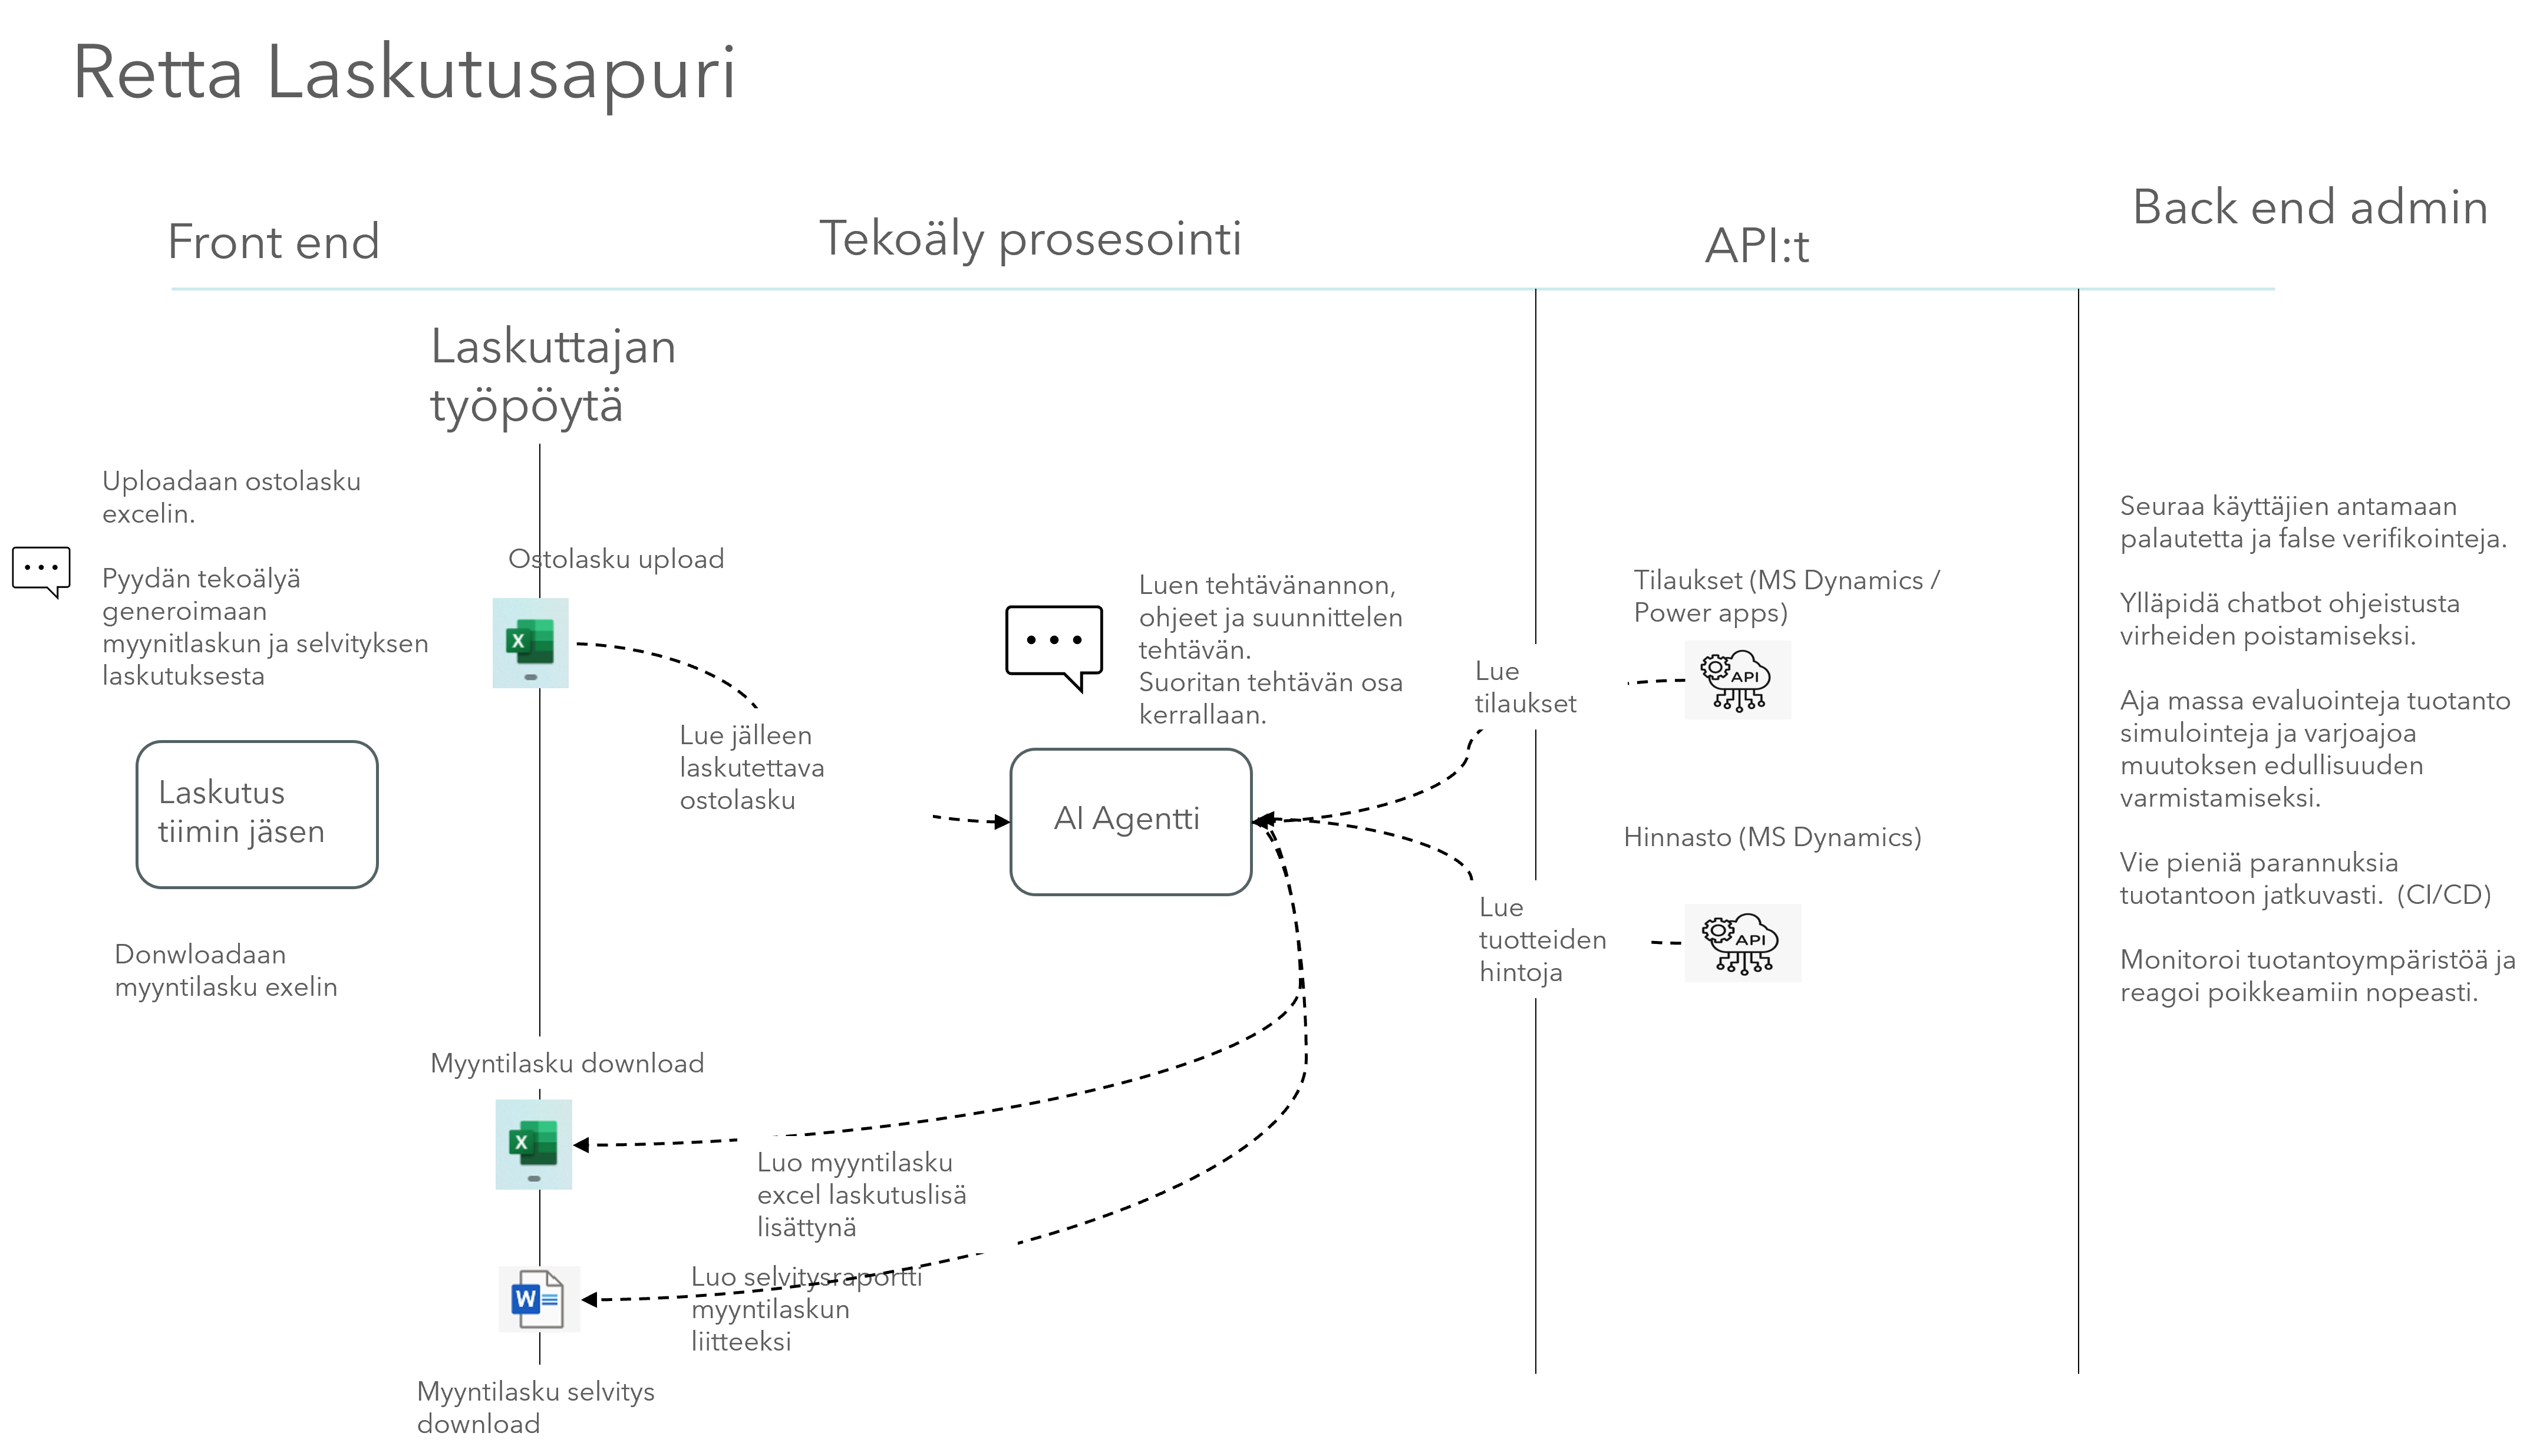 Retta Laskutusapuri
Front end
Tekoäly prosesointi
API:t
Back end admin
Laskuttajan
työpöytä
Uploadaan ostolasku
excelin.
Pyydän tekoälyä
generoimaan
myynitlaskun ja selvityksen
laskutuksesta
Laskutus
tiimin jäsen
Donwloadaan
myyntilasku exelin
Ostolasku upload
X
Lue jälleen
laskutettava
ostolasku
Luen tehtävänannon,
ohjeet ja suunnittelen
tehtävän.
Suoritan tehtävän osa
kerrallaan.
AI Agentti
Lue
tilaukset
Lue
tuotteiden
hintoja
Tilaukset (MS Dynamics /
Power apps)
API
Hinnasto (MS Dynamics)
API
Seuraa käyttäjien antamaan
palautetta ja false verifikointeja.
Ylläpidä chatbot ohjeistusta
virheiden poistamiseksi.
Aja massa evaluointeja tuotanto
simulointeja ja varjoajoa
muutoksen edullisuuden
varmistamiseksi.
Vie pieniä parannuksia
tuotantoon jatkuvasti. (CI/CD)
Monitoroi tuotantoympäristöä ja
reagoi poikkeamiin nopeasti.
Myyntilasku download
X
Luo myyntilasku
excel laskutuslisä
lisättynä
W
Luo selvitysraportti
myyntilaskun
liitteeksi
Myyntilasku selvitys
download